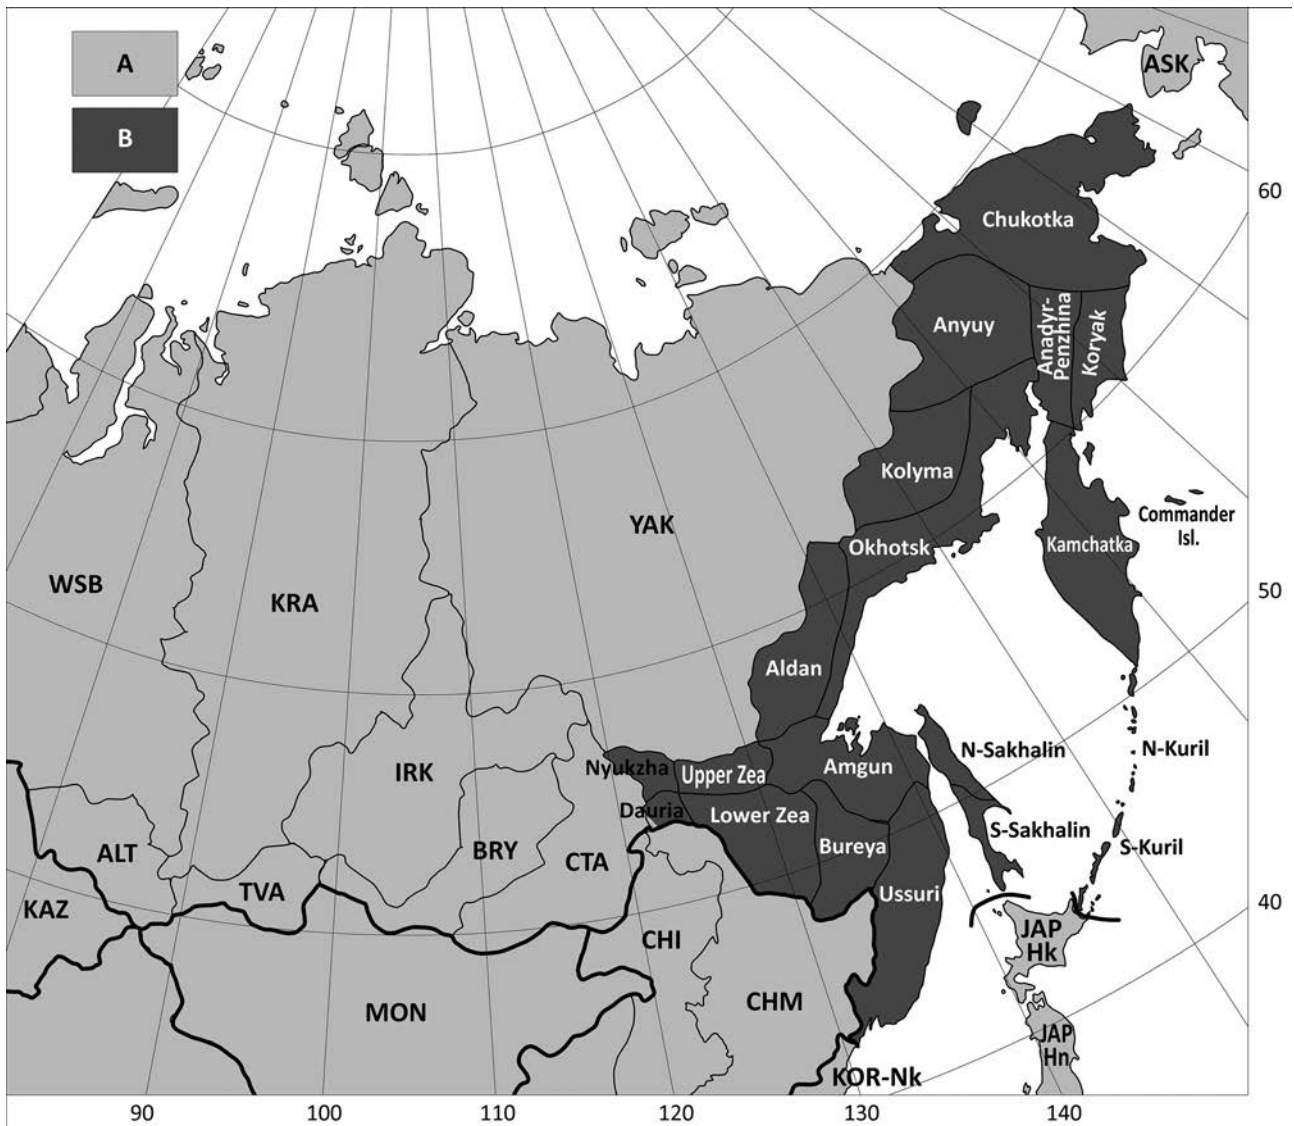 A
ASK
B
60
Chukotka
Anyuy
Anadyr-
Penzhina
Koryak
Kolyma
Commander
Isl.
YAK
Okhotsk
Kamchatka
WSB
KRA
50
Aldan
N-Sakhalin
N-Kuril
IRK
Nyukzha
Upper Zea
Amgun
Dauria
Lower Zea
S-Sakhalin
ALT
BRY
CTA
Bureya
S-Kuril
TVA
Ussuri
KAZ
40
CHI
JAP
Hk
MON
CHM
JAP
Hn
KOR-Nk
90
100
110
120
130
140